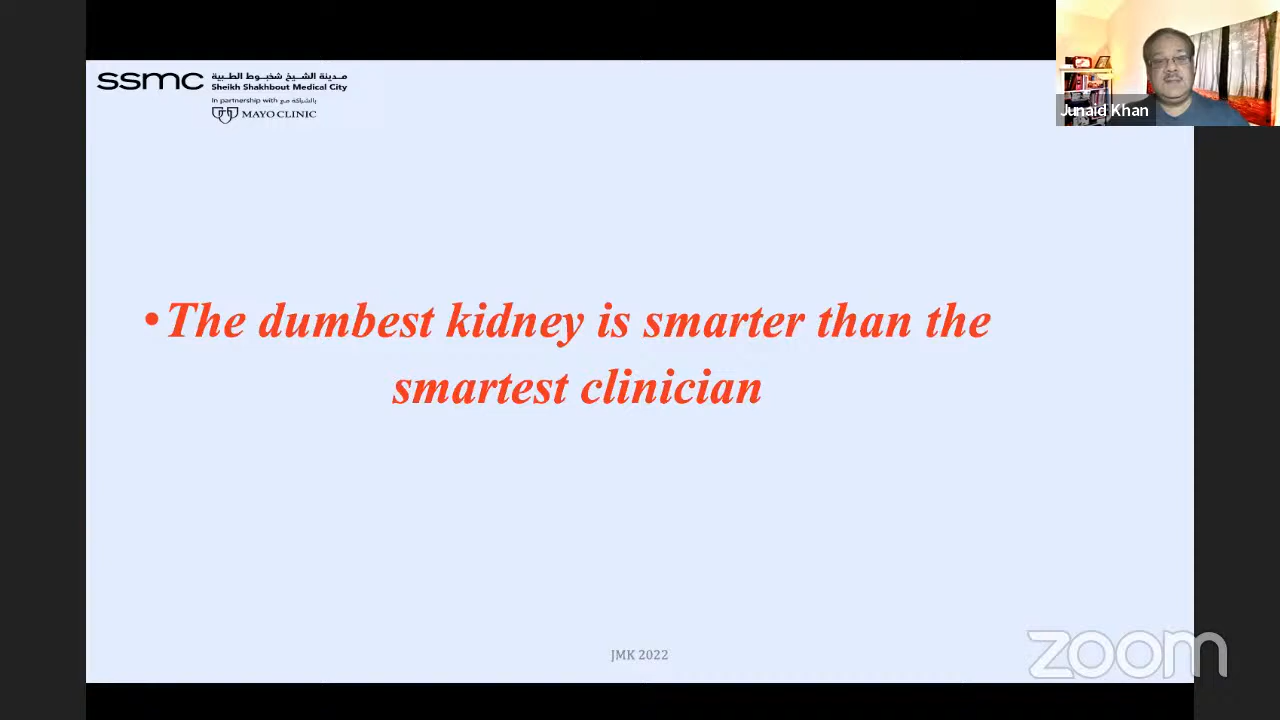 ssmc
مدينة الشيخ شخبوط الطبية
Sheikh Shakhbout Medical City
In partnership with بالشراكة مع
MAYO CLINIC
Junaid Khan
•The dumbest kidney is smarter than the
smartest clinician
JMK 2022
zoom